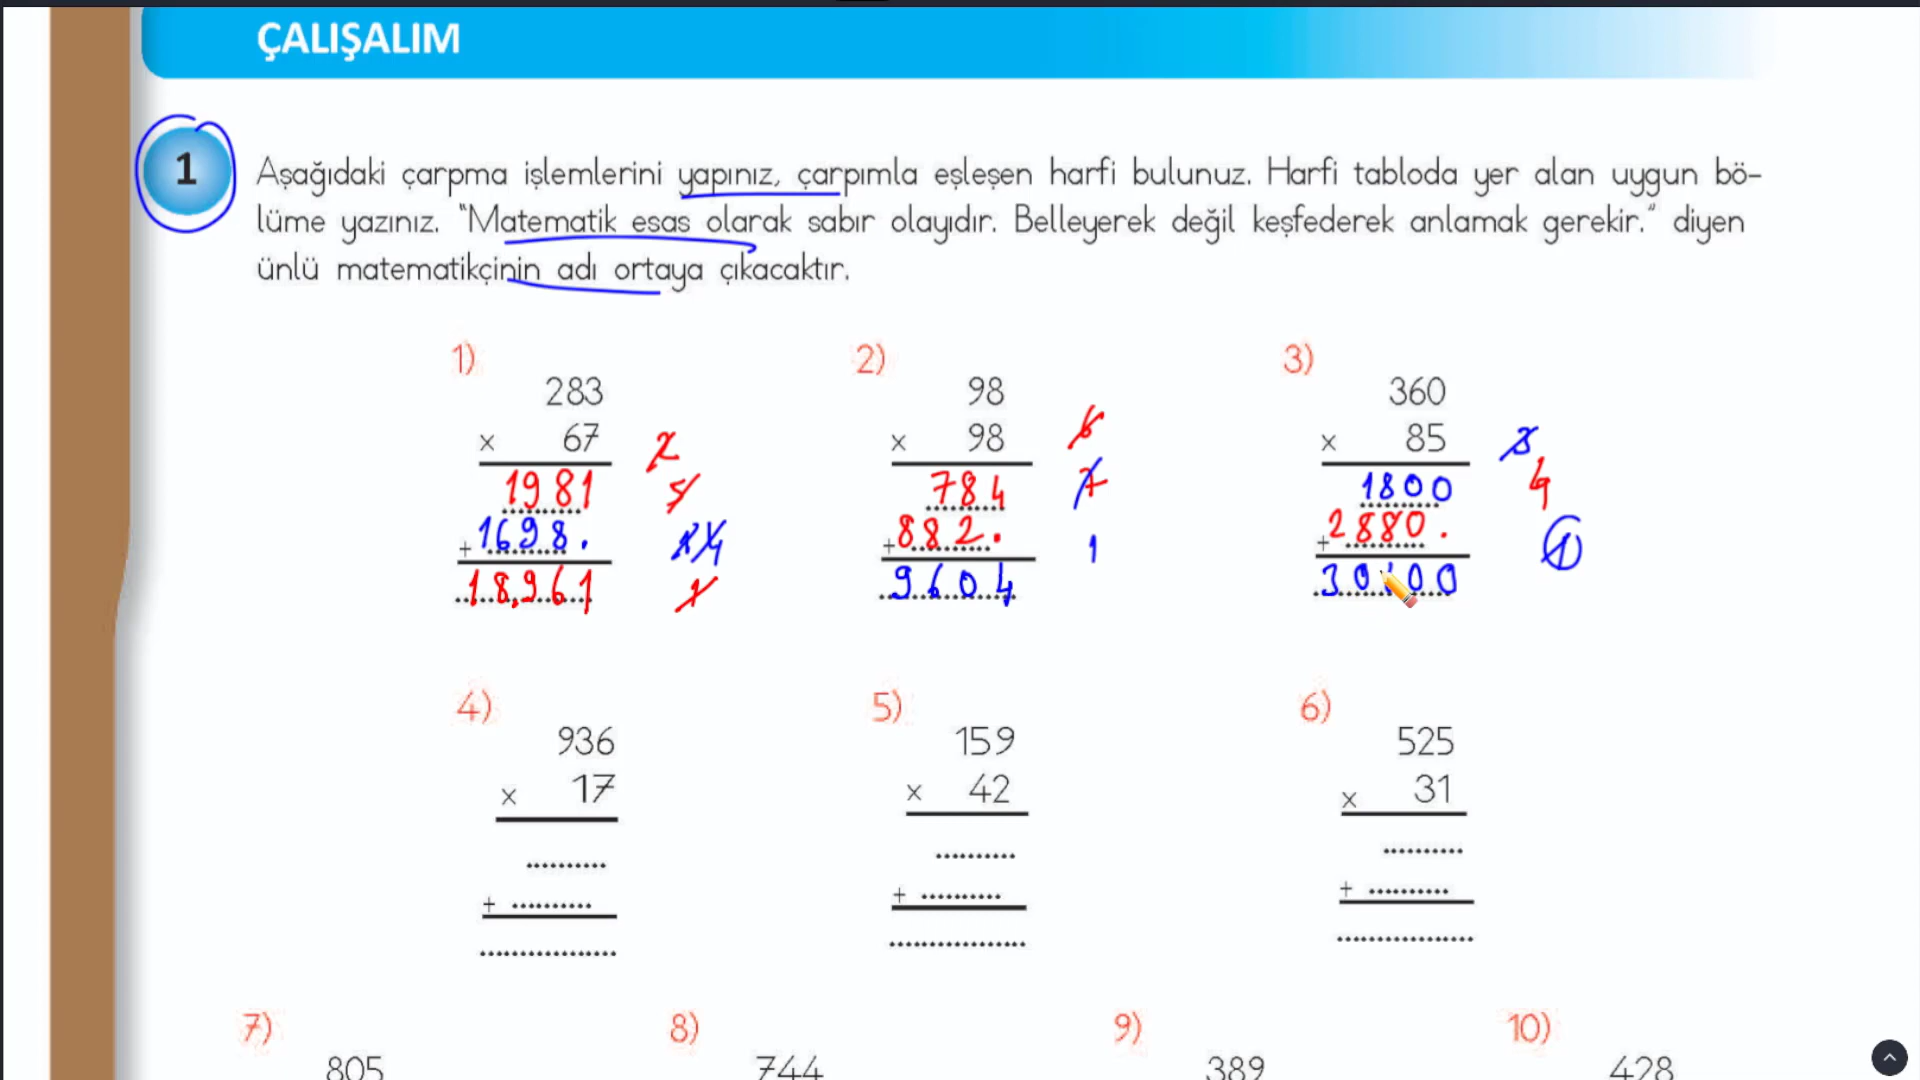 ÇALIŞALIM
1
Aşağıdaki çarpma işlemlerini yapınız, çarpımla eşleşen harfi bulunuz. Harfi tabloda yer alan uygun bö-
lüme yazınız. "Matematik esas olarak sabır olayıdır. Belleyerek değil keşfederek anlamak gerekir." diyen
ünlü matematikçinin adı ortaya çıkacaktır.
1) 2) 3)
283 98 360
x 67 x 98 x 85
1981 784 1800
+ 1698. + 882. + 2880.
18.961 9604 30600
4) 5) 6)
936 159 525
x 17 x 42 x 31
.......... .......... ..........
+ .......... + .......... + ..........
................. ................. .................
7) 8) 9) 10)
805 744 389 428